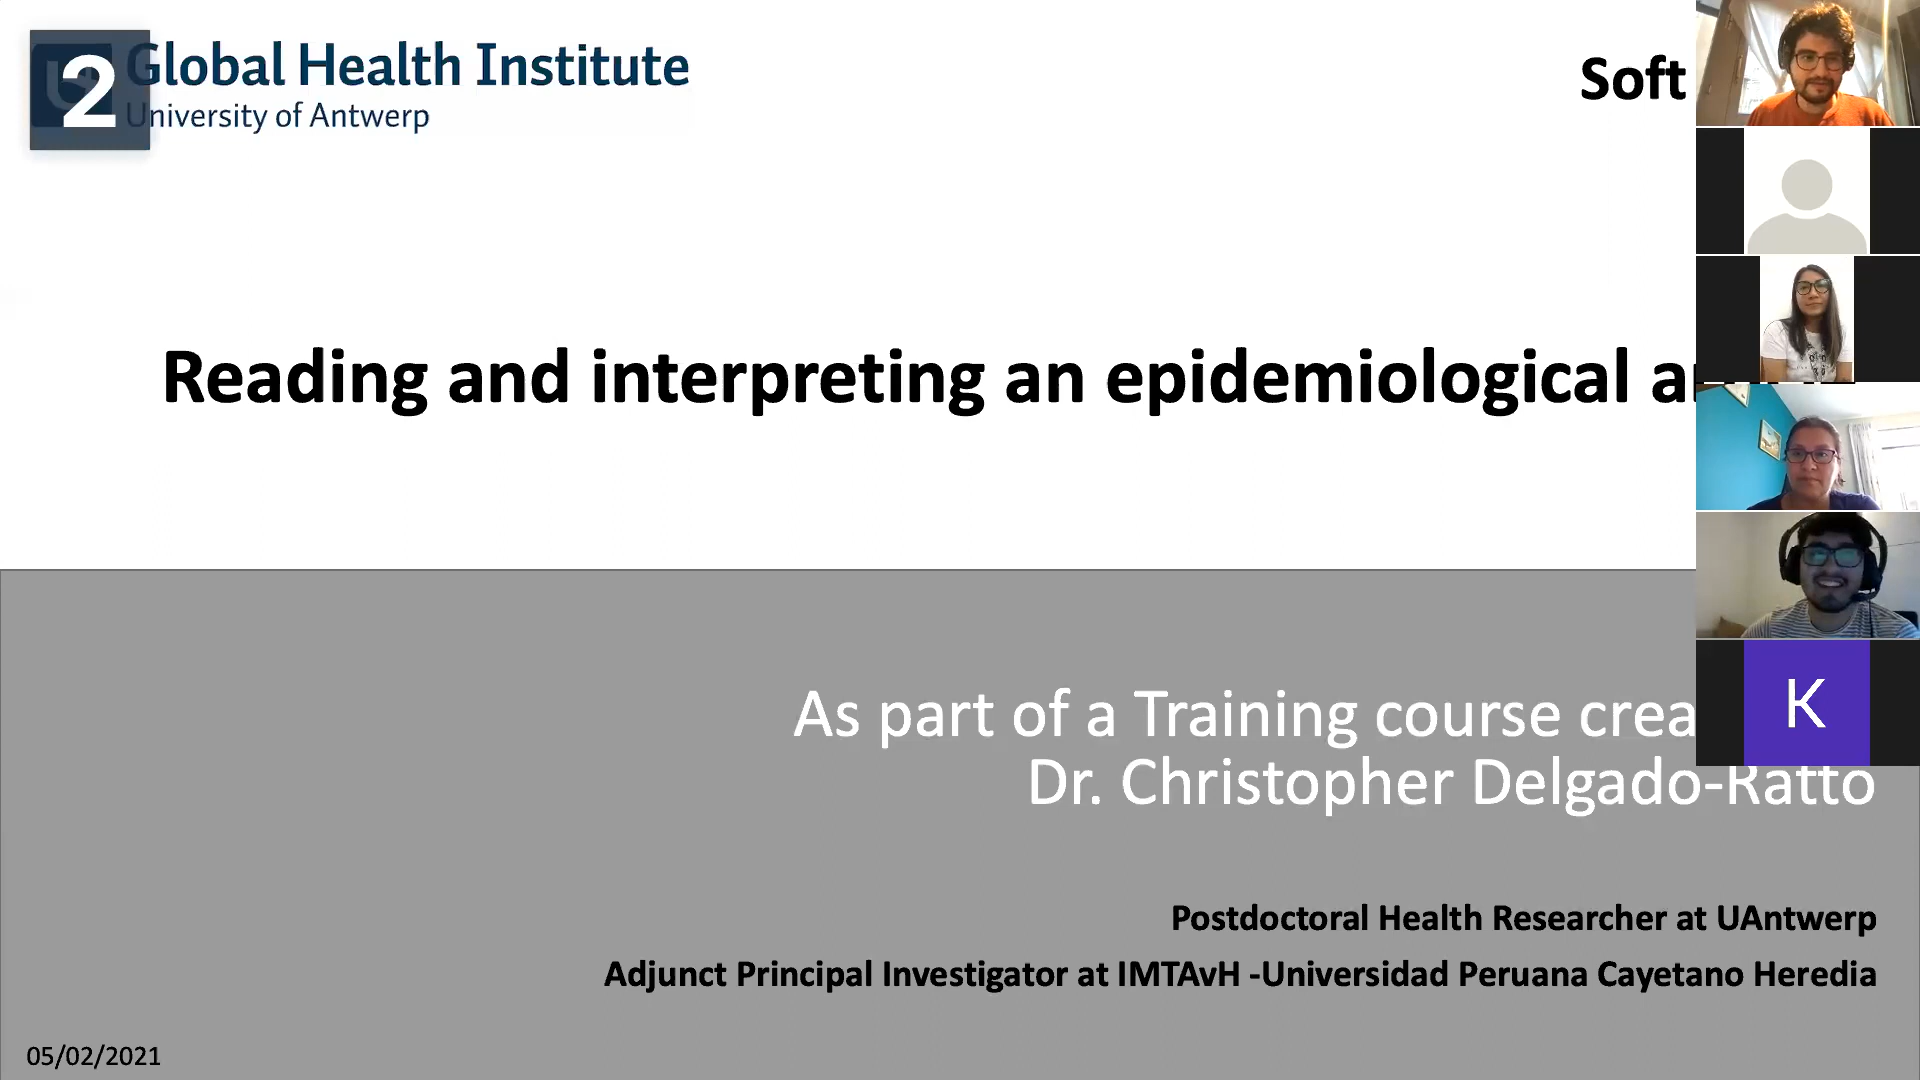 2
Global Health Institute
University of Antwerp
Soft
Reading and interpreting an epidemiological
As part of a Training course
Dr. Christopher Delgado-Ratto
K
Postdoctoral Health Researcher at UAntwerp
Adjunct Principal Investigator at IMTAvH -Universidad Peruana Cayetano Heredia
05/02/2021